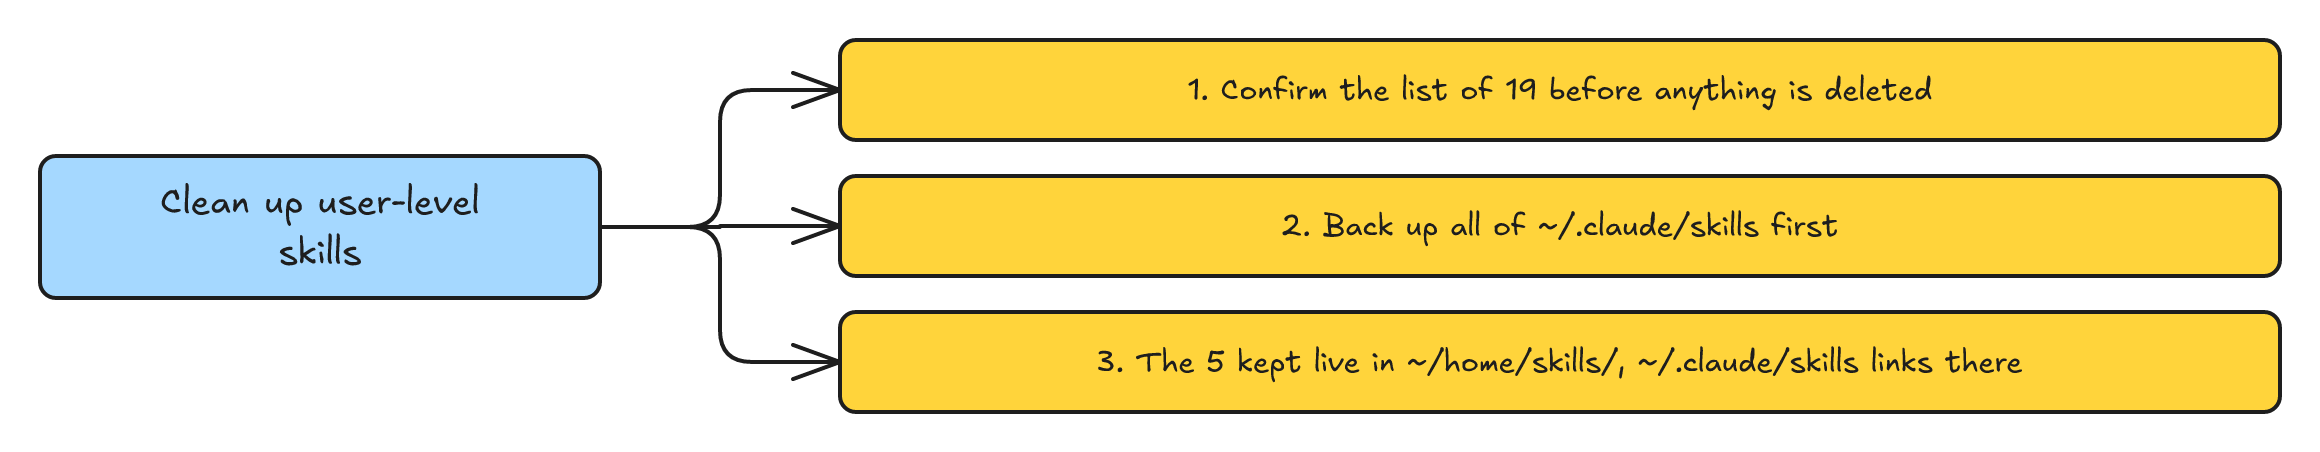 Clean up user-level
skills
1. Confirm the list of 19 before anything is deleted
2. Back up all of ~/.claude/skills first
3. The 5 kept live in ~/home/skills/, ~/.claude/skills links there